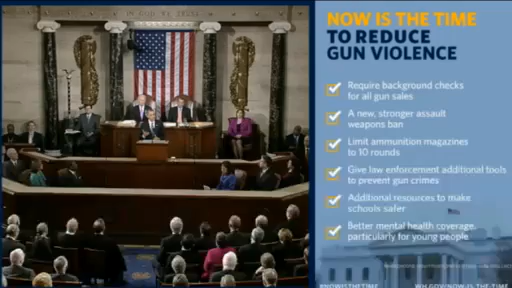 NOW IS THE TIME
TO REDUCE
GUN VIOLENCE
Require background checks
for all gun sales
A new, stronger assault
weapons ban
Limit ammunition magazines
to 10 rounds
Give law enforcement additional tools
to prevent gun crimes
Additional resources to make
schools safer
Better mental health coverage,
particularly for young people
#NOWISTHETIME
WH.GOV/NOW-IS-THE-TIME